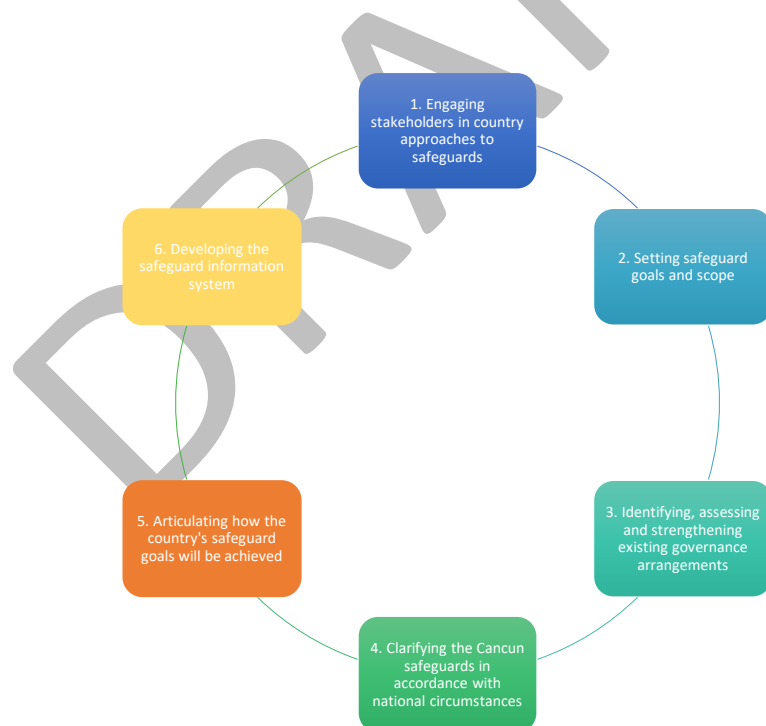 1. Engaging
stakeholders in country
approaches to
safeguards
2. Setting safeguard
goals and scope
3. Identifying, assessing
and strengthening
existing governance
arrangements
4. Clarifying the Cancun
safeguards in
accordance with
national circumstances
5. Articulating how the
country's safeguard
goals will be achieved
6. Developing the
safeguard information
system